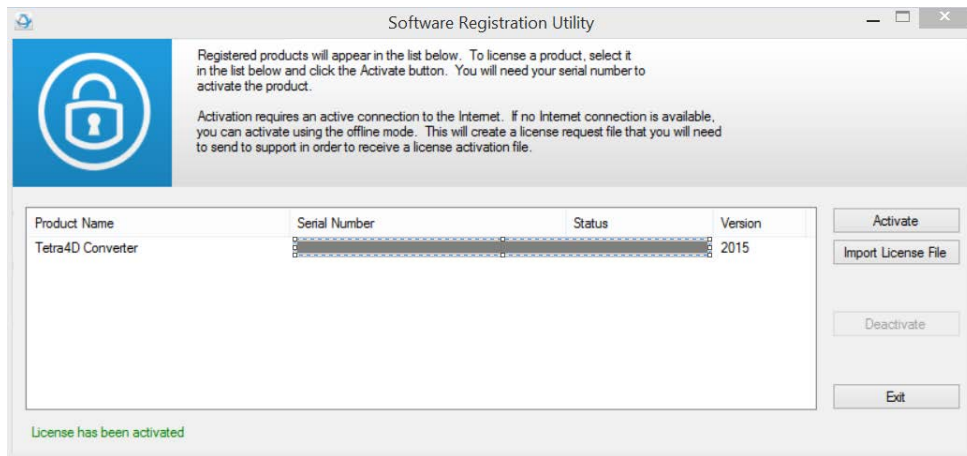 Software Registration Utility
Registered products will appear in the list below. To license a product, select it
in the list below and click the Activate button. You will need your serial number to
activate the product.
Activation requires an active connection to the Internet. If no Internet connection is available,
you can activate using the offline mode. This will create a license request file that you will need
to send to support in order to receive a license activation file.
Product Name Serial Number Status Version
Tetra4D Converter 2015
Activate
Import License File
Deactivate
Exit
License has been activated